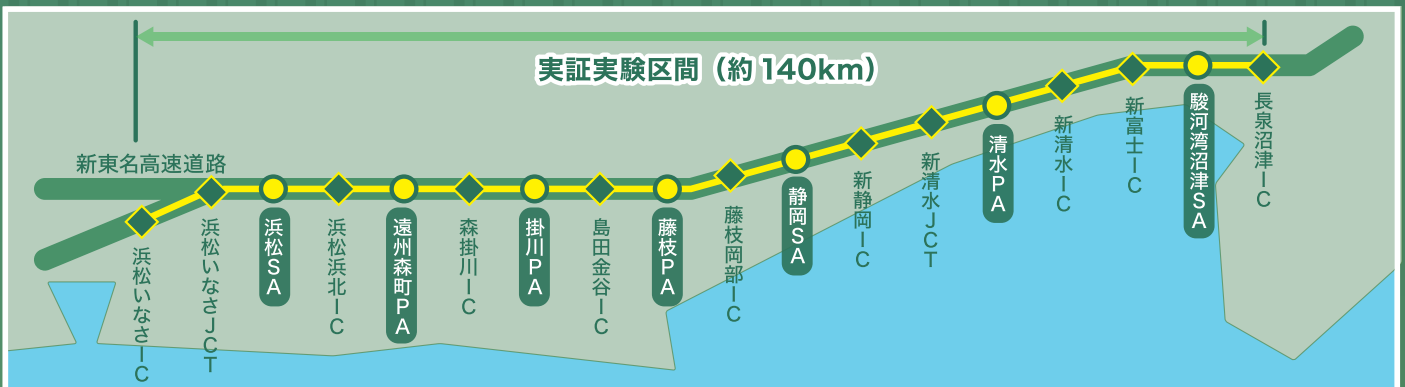 実証実験区間（約140km）
新東名高速道路
浜松いなさIC
浜松いなさJCT
浜松SA
浜松浜北IC
遠州森町PA
森掛川IC
掛川PA
島田金谷IC
藤枝PA
藤枝岡部IC
静岡SA
新静岡IC
新清水JCT
清水PA
新清水IC
新富士IC
駿河湾沼津SA
長泉沼津IC